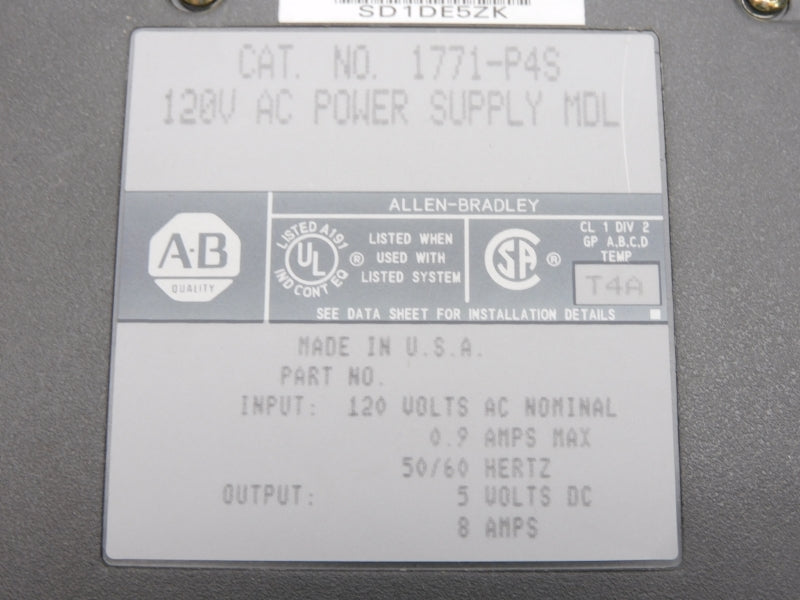 SD1DE5ZK
CAT. NO. 1771-P4S
120V AC POWER SUPPLY MDL
ALLEN-BRADLEY
A-B
QUALITY
LISTED A191
UL
IND CONT EQ
®
LISTED WHEN
USED WITH
LISTED SYSTEM
SA
®
CL 1 DIV 2
GP A,B,C,D
TEMP
T4A
SEE DATA SHEET FOR INSTALLATION DETAILS
MADE IN U.S.A.
PART NO.
INPUT: 120 VOLTS AC NOMINAL
0.9 AMPS MAX
50/60 HERTZ
OUTPUT: 5 VOLTS DC
8 AMPS